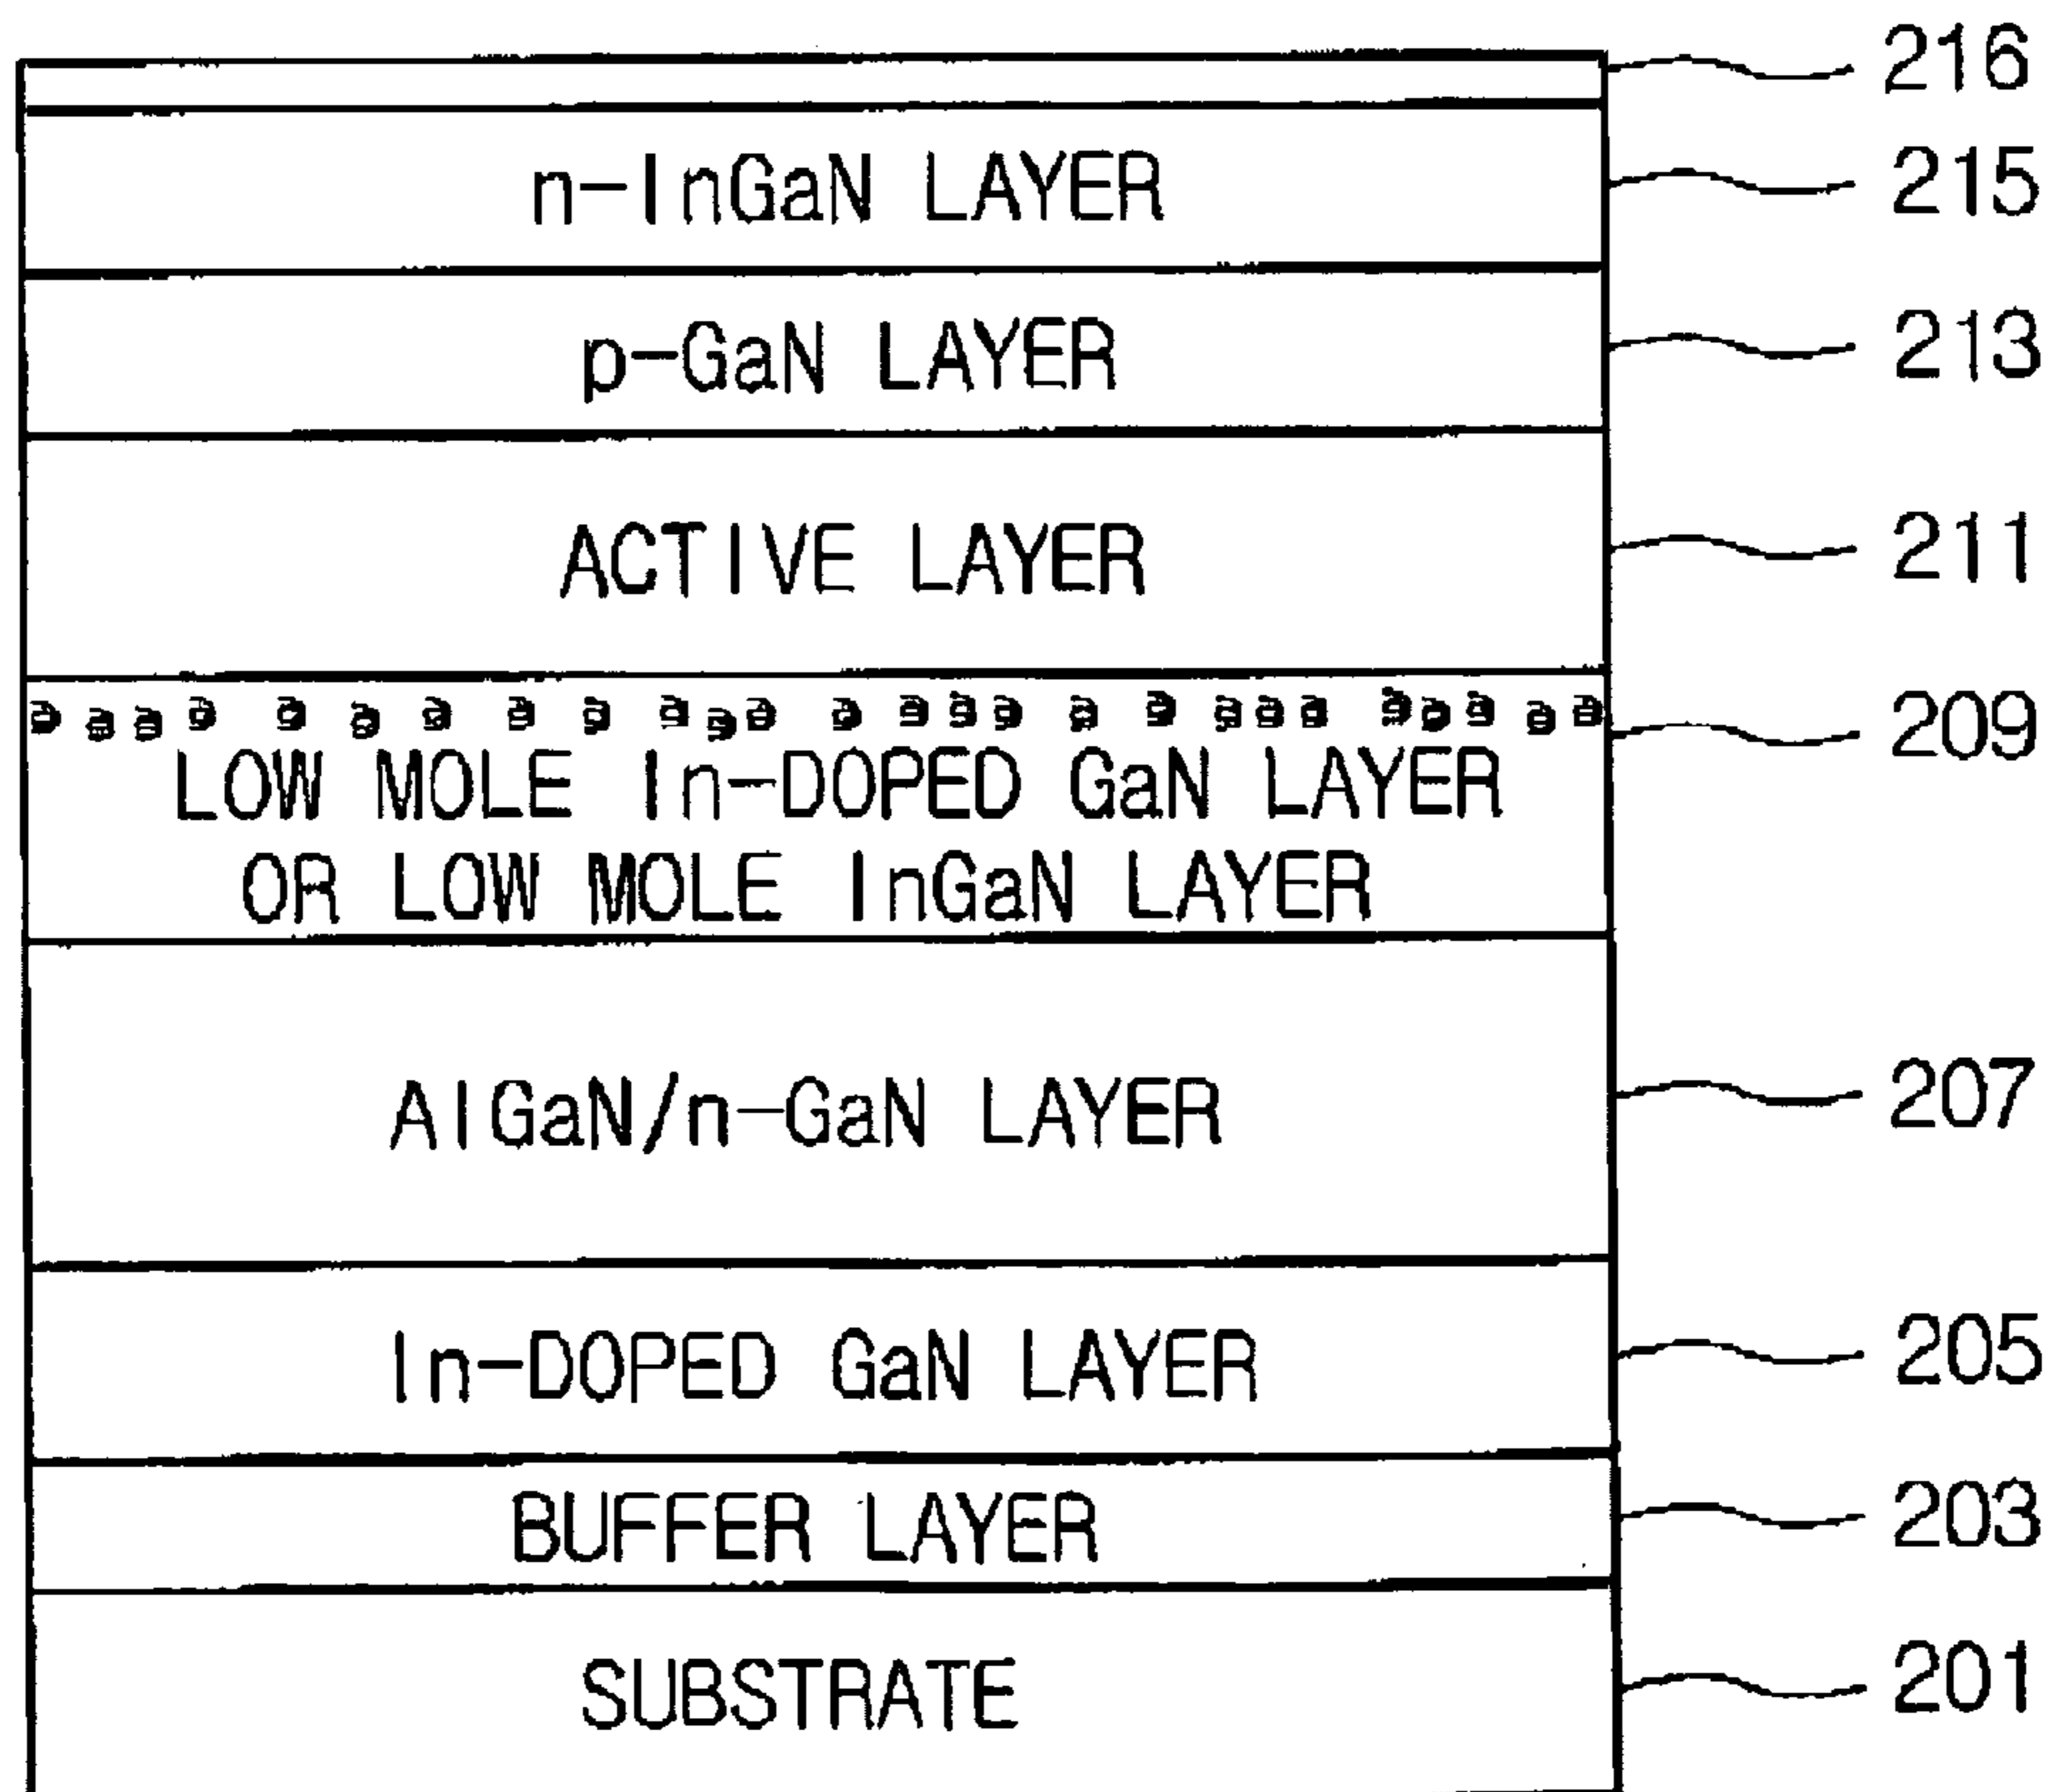 216
n-InGaN LAYER 215
p-GaN LAYER 213
ACTIVE LAYER 211
209
LOW MOLE In-DOPED GaN LAYER
OR LOW MOLE InGaN LAYER
AlGaN/n-GaN LAYER 207
In-DOPED GaN LAYER 205
BUFFER LAYER 203
SUBSTRATE 201